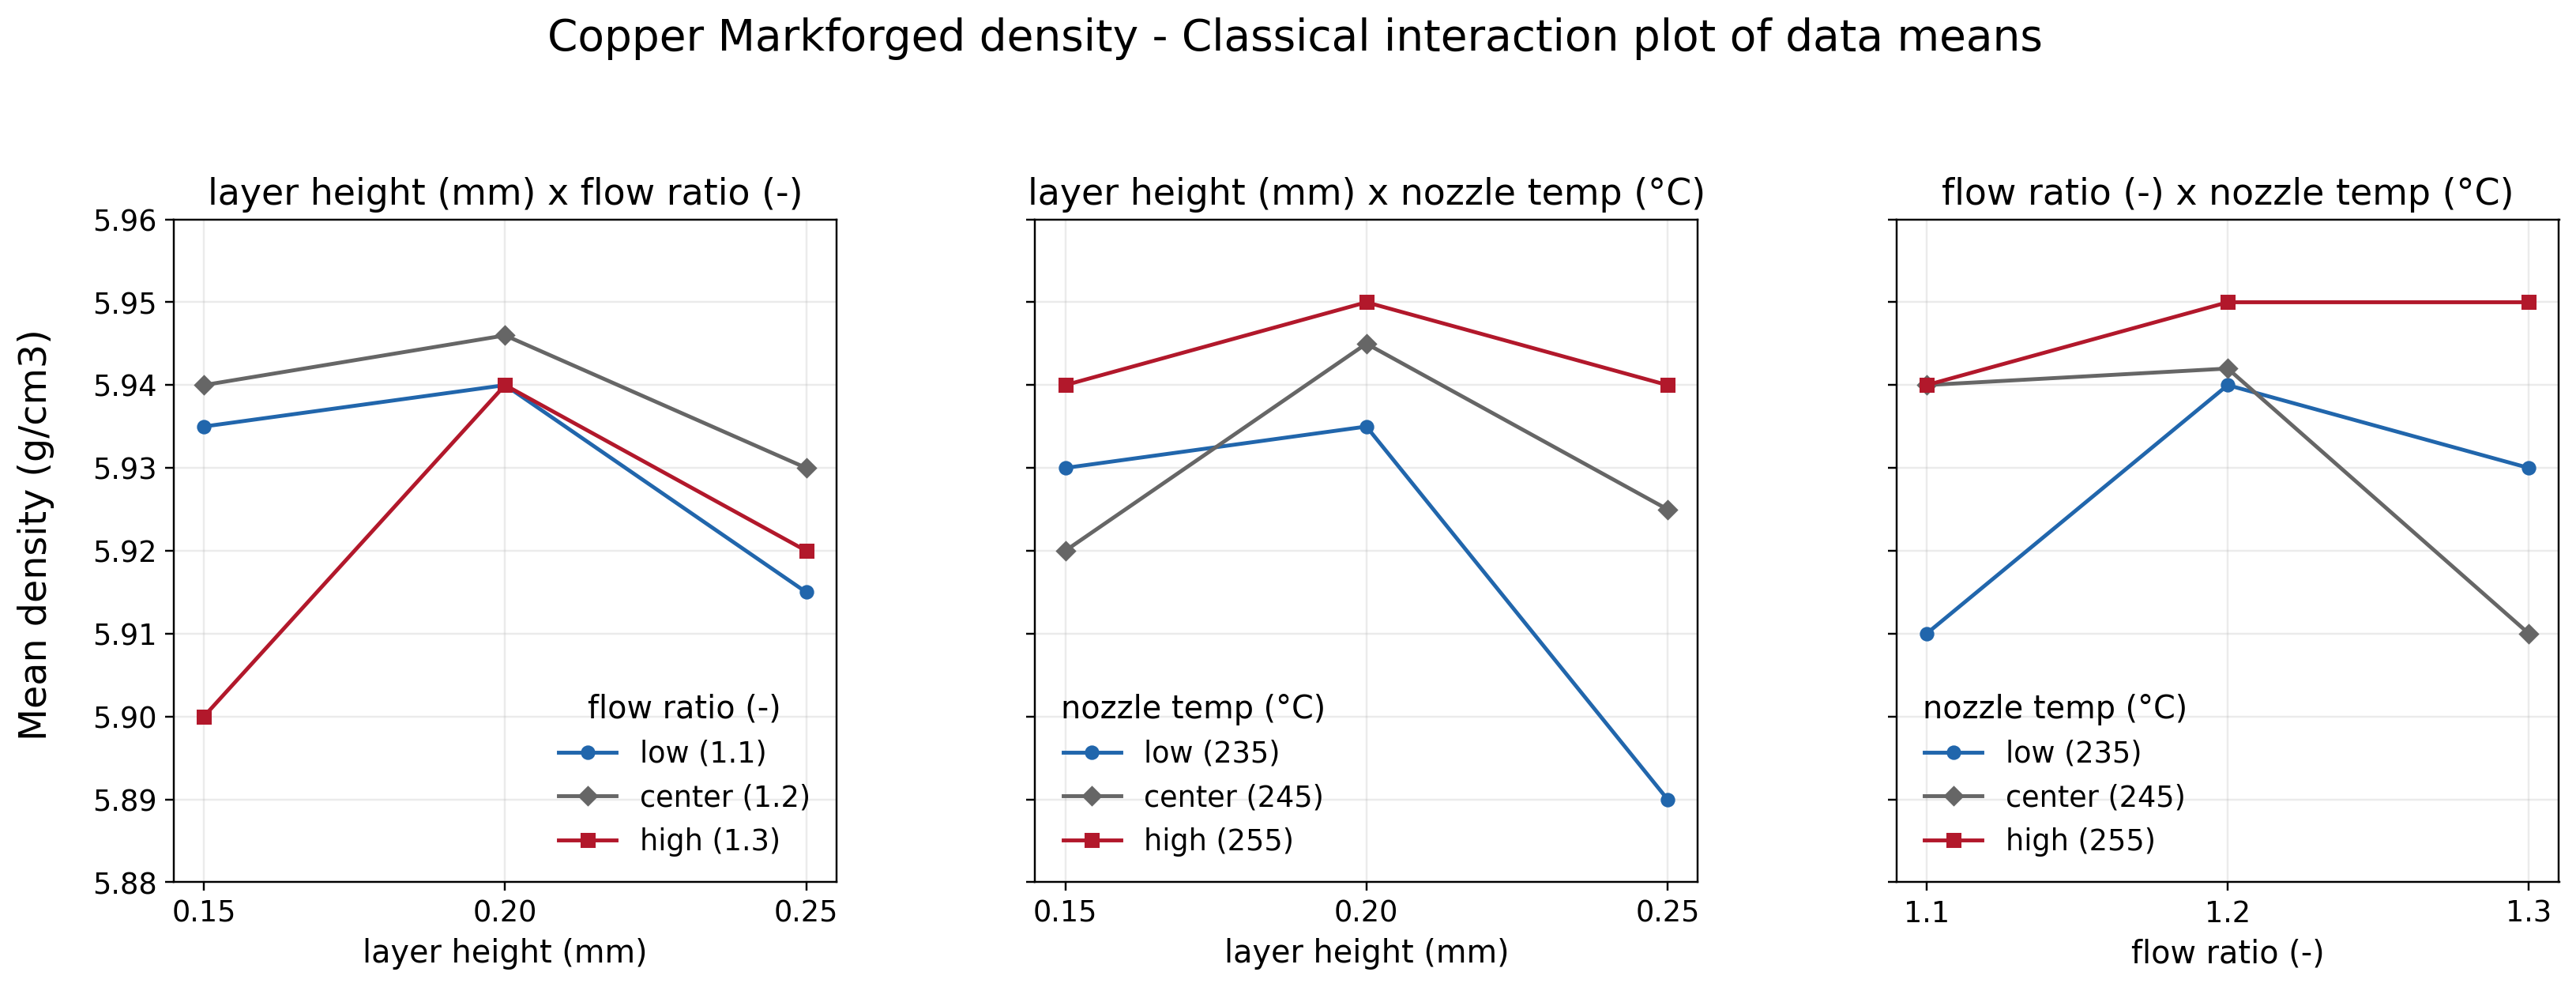 Copper Markforged density - Classical interaction plot of data means
layer height (mm) x flow ratio (-)
Mean density (g/cm3)
5.96
5.95
5.94
5.93
5.92
5.91
5.90
5.89
5.88
flow ratio (-)
low (1.1)
center (1.2)
high (1.3)
0.15 0.20 0.25
layer height (mm)
layer height (mm) x nozzle temp (°C)
nozzle temp (°C)
low (235)
center (245)
high (255)
0.15 0.20 0.25
layer height (mm)
flow ratio (-) x nozzle temp (°C)
nozzle temp (°C)
low (235)
center (245)
high (255)
1.1 1.2 1.3
flow ratio (-)